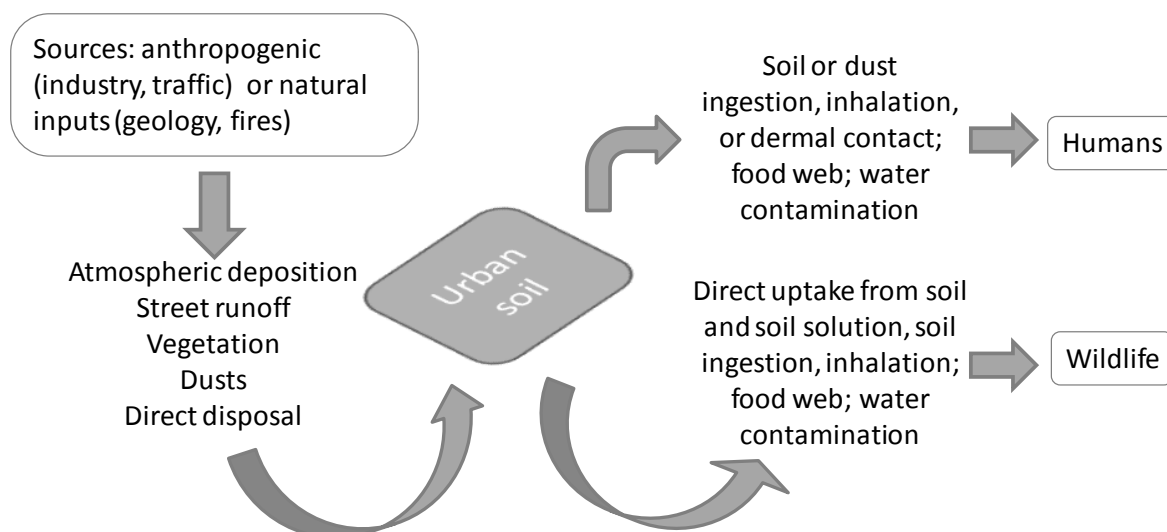 Sources: anthropogenic
(industry, traffic) or natural
inputs (geology, fires)
Atmospheric deposition
Street runoff
Vegetation
Dusts
Direct disposal
Urban
soil
Soil or dust
ingestion, inhalation,
or dermal contact;
food web; water
contamination
Humans
Direct uptake from soil
and soil solution, soil
ingestion, inhalation;
food web; water
contamination
Wildlife